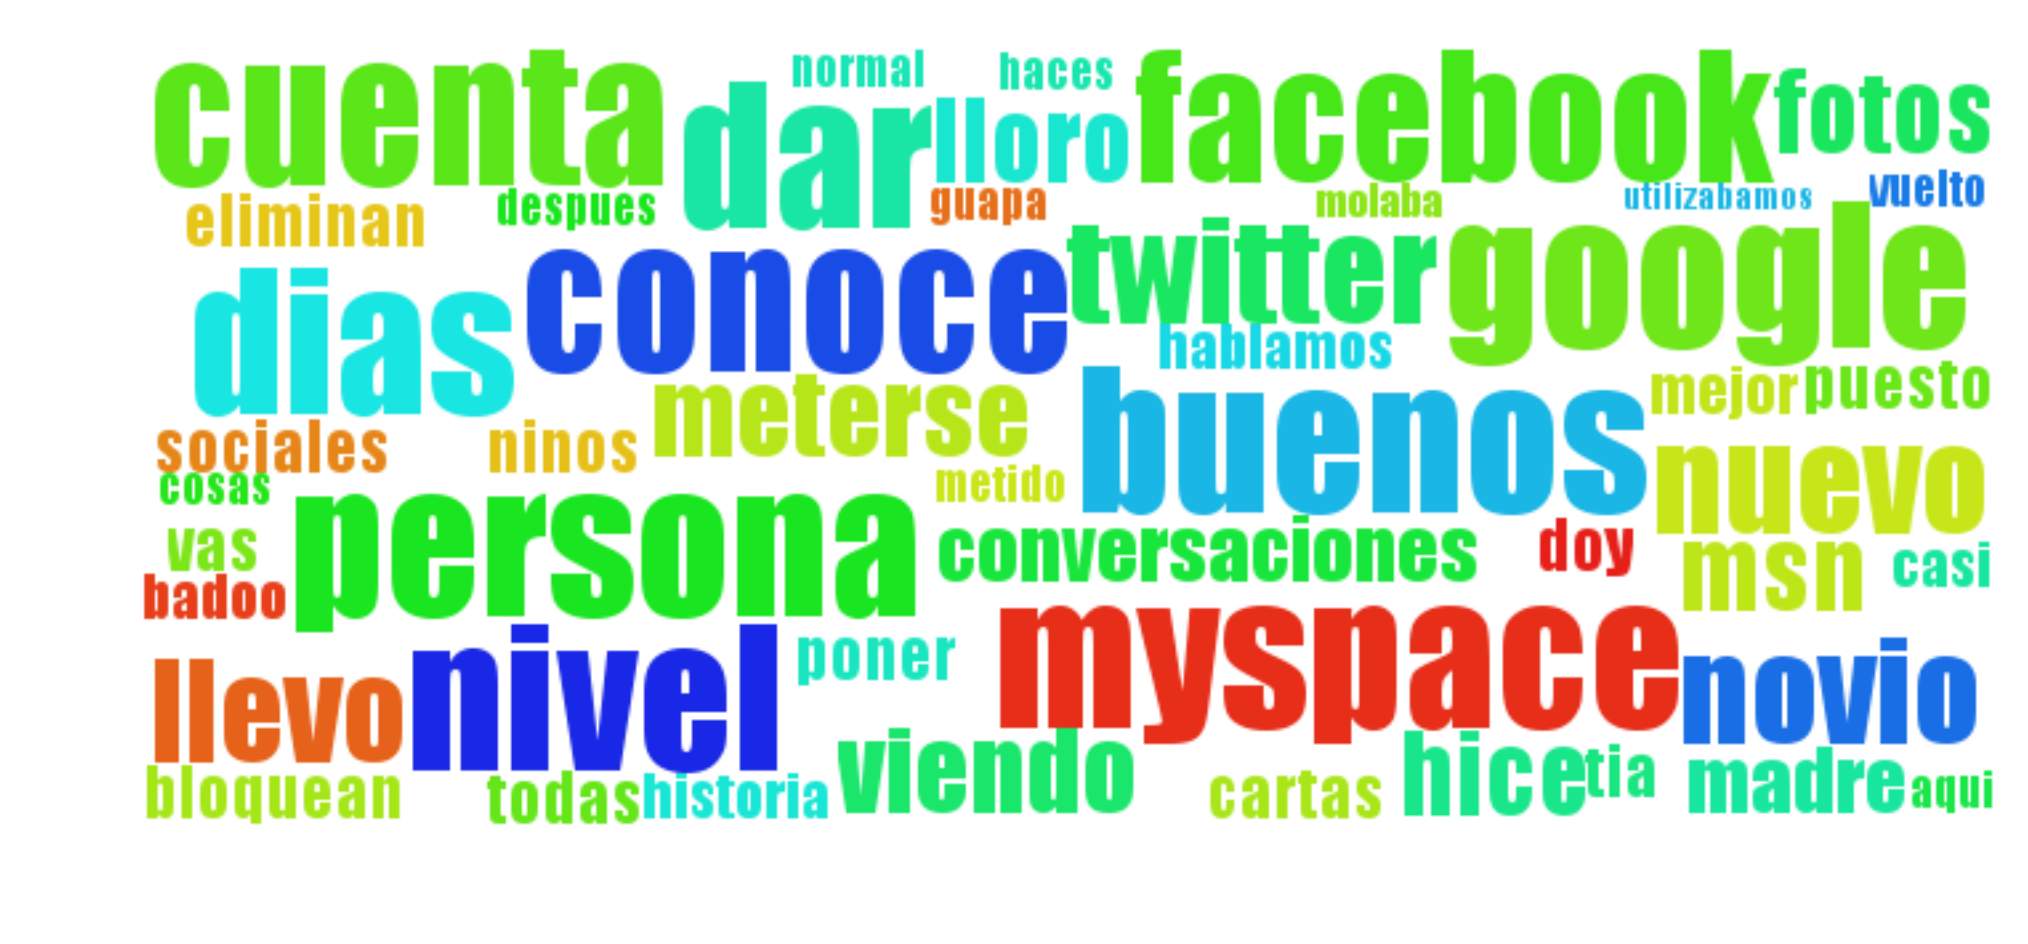 cuenta dar normal lloro haces facebook fotos
eliminan despues guapa molaba utilizabamos vuelto
dias conoce twitter google
hablamos
meterse buenos mejor puesto
sociales ninos metido nuevo
cosas persona
vas conversaciones doy msn casi
badoo
llevo nivel poner myspace novio
bloquean todas historia viendo cartas hice tia madre aqui